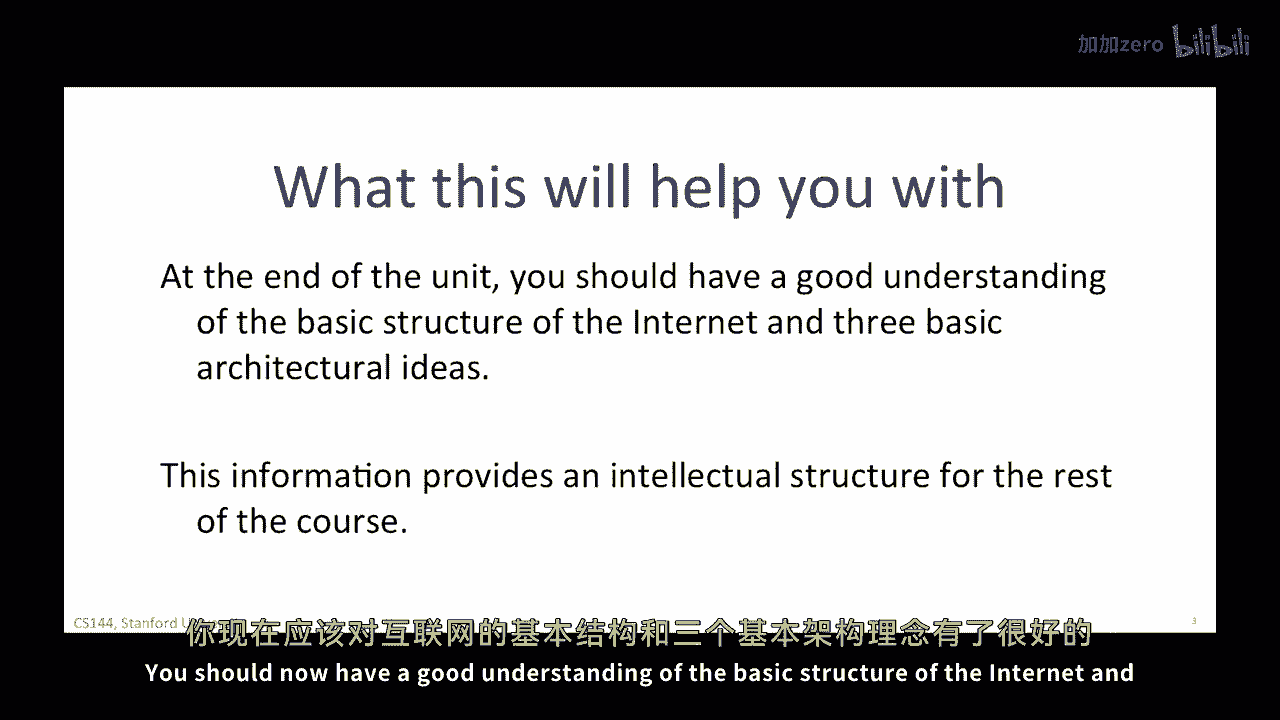 加加zero bilibili
What this will help you with
At the end of the unit, you should have a good understanding
of the basic structure of the Internet and three basic
architectural ideas.
This information provides an intellectual structure for the rest
of the course.
CS144, Stanford
3
你现在应该对互联网的基本结构和三个基本架构理念有了很好的
You should now have a good understanding of the basic structure of the Internet and